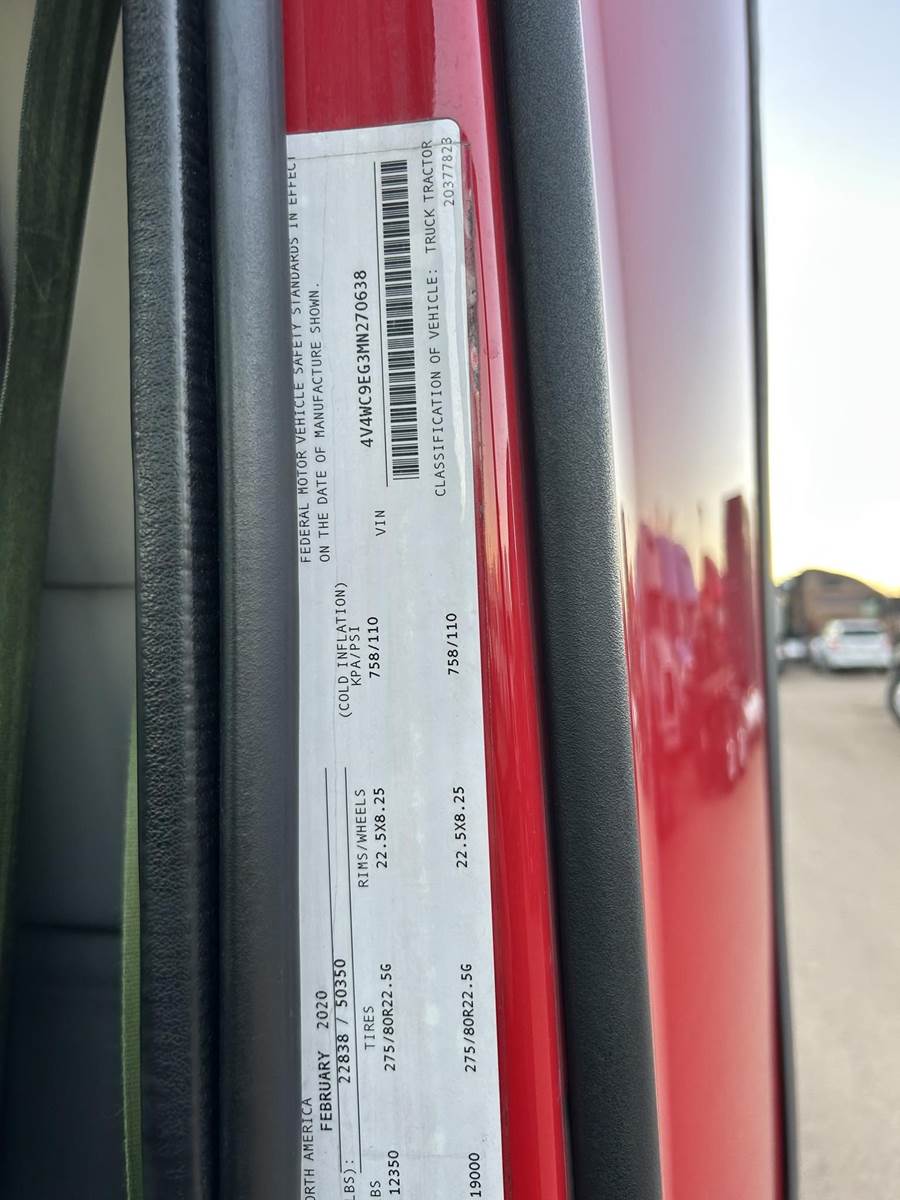 ORTH AMERICA
FEDERAL MOTOR VEHICLE SAFETY STANDARDS IN EFFECT
FEBRUARY 2020
ON THE DATE OF MANUFACTURE SHOWN.
LBS): 22838 / 50350
(COLD INFLATION)
BS TIRES RIMS/WHEELS KPA/PSI
4V4WC9EG3MN270638
12350 275/80R22.5G 22.5X8.25 758/110 VIN
CLASSIFICATION OF VEHICLE: TRUCK TRACTOR
19000 275/80R22.5G 22.5X8.25 758/110
20377823